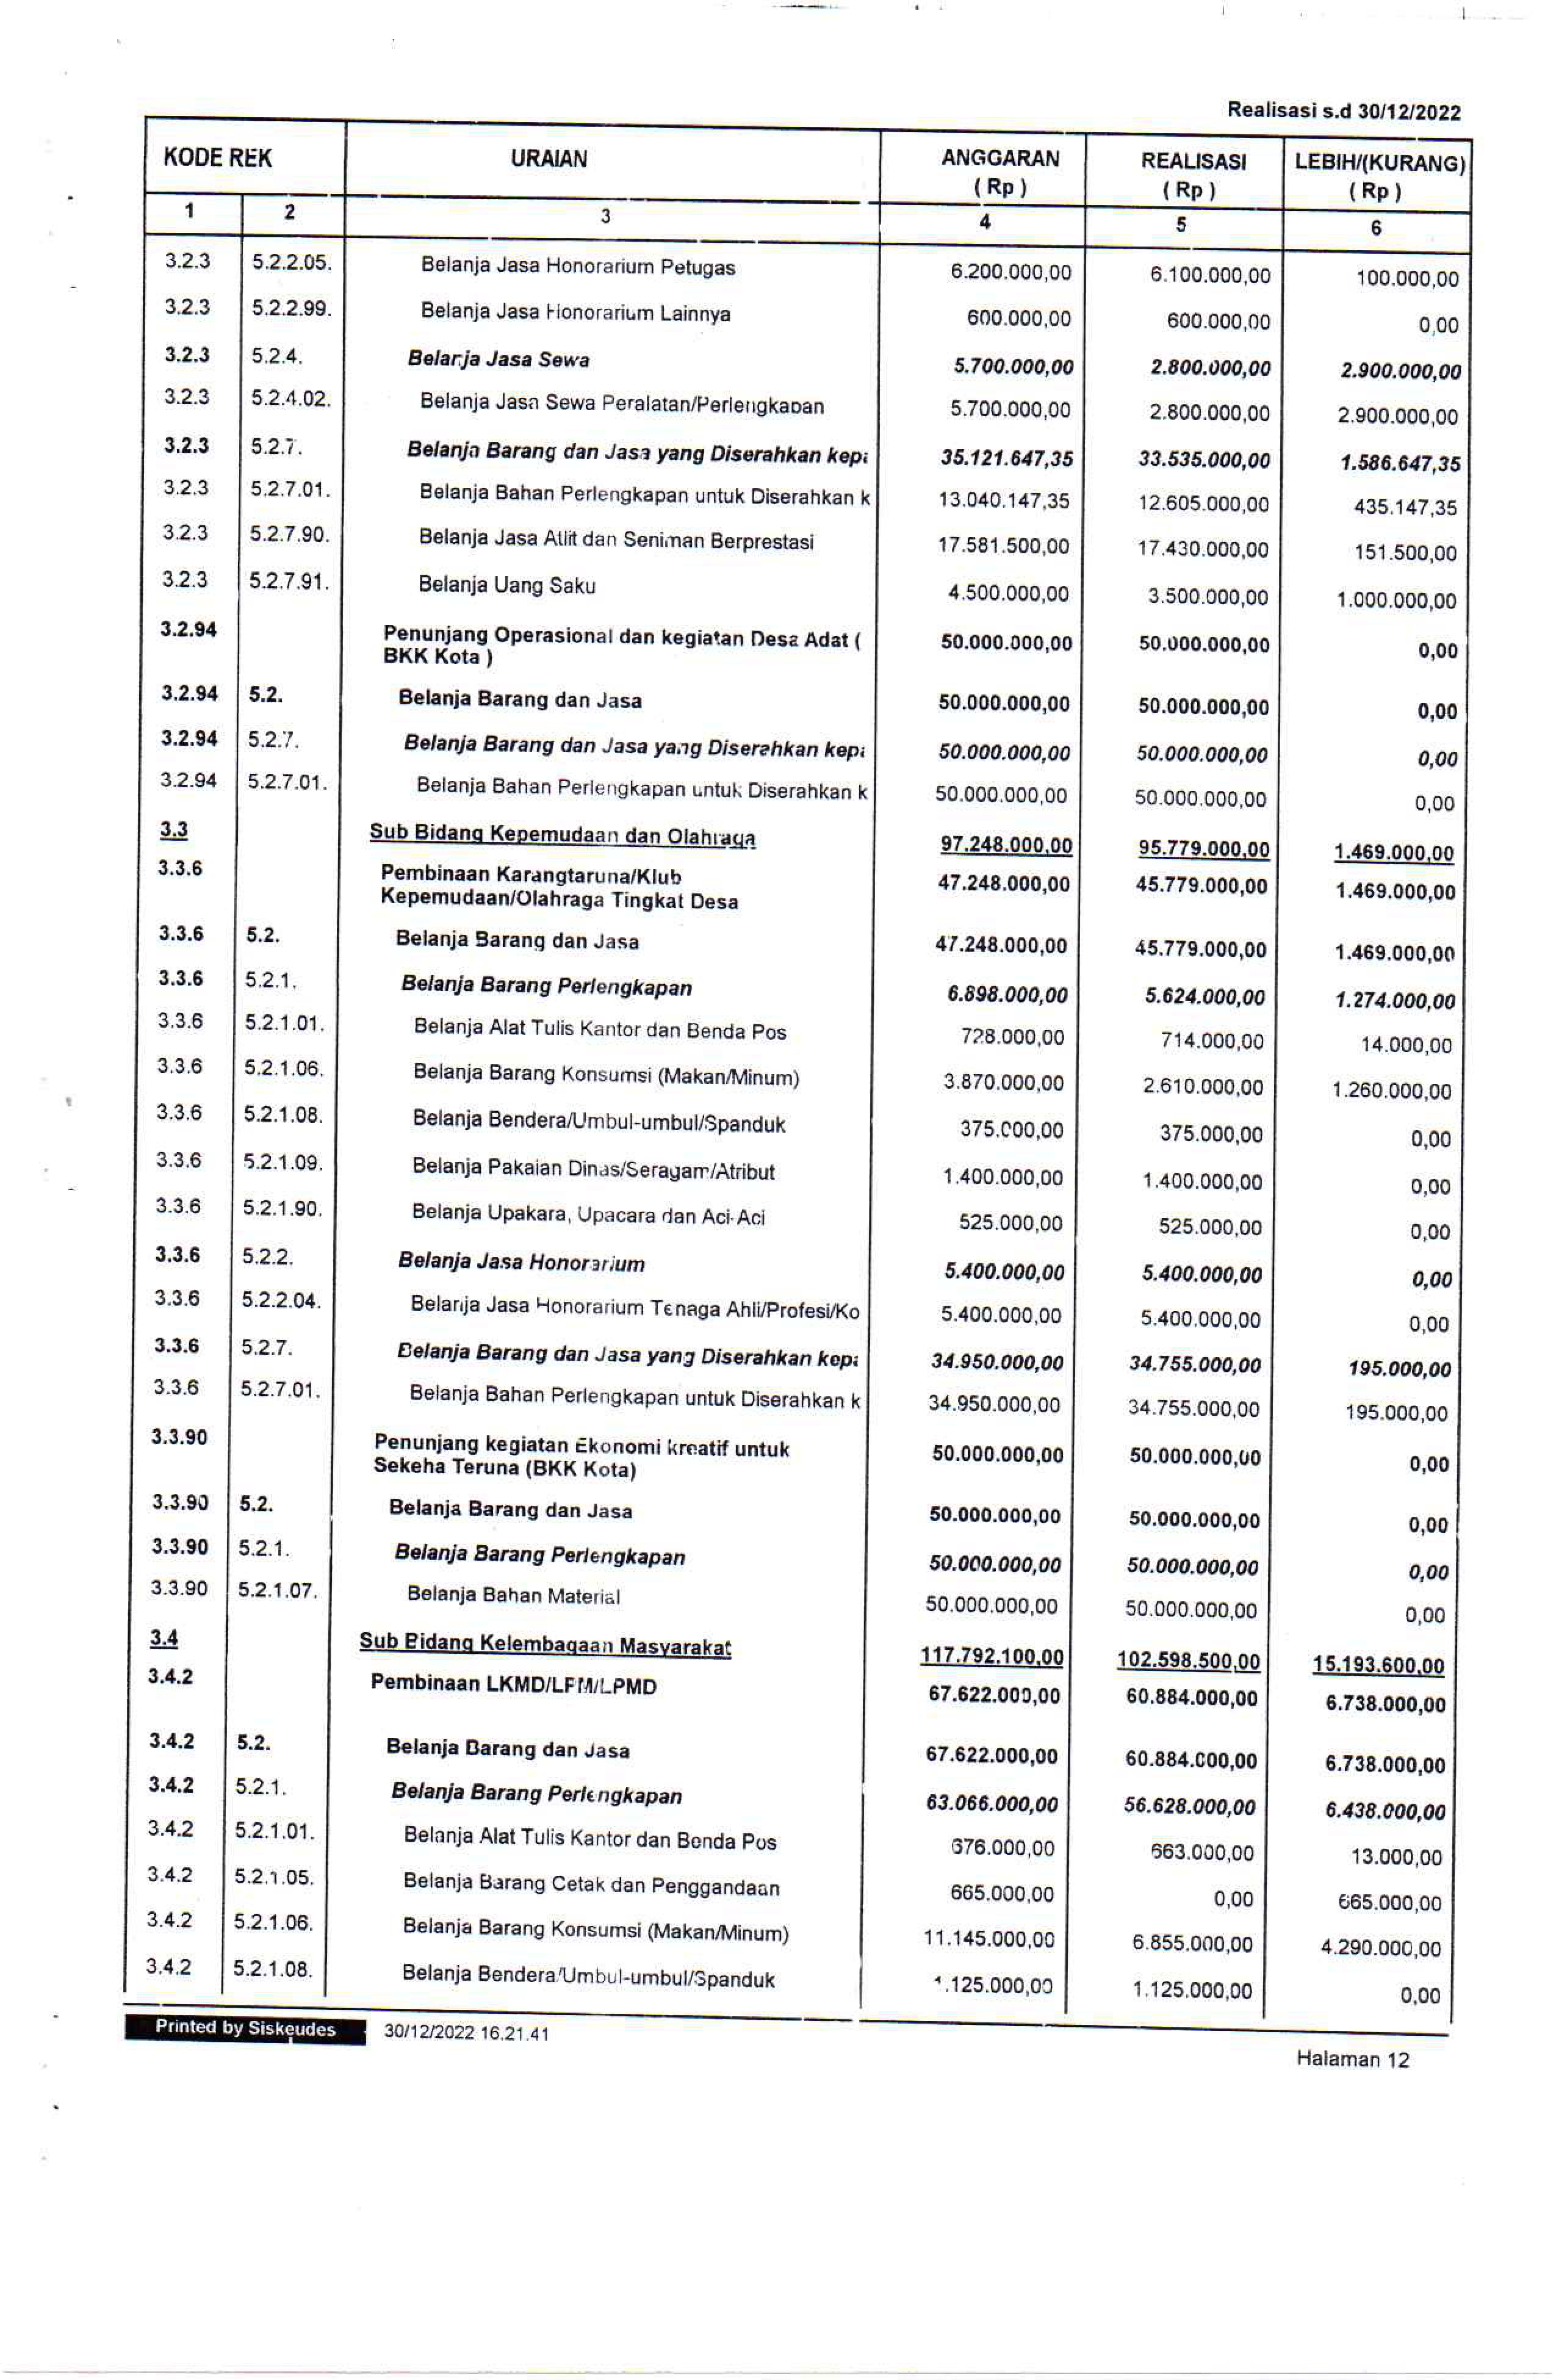 Realisasi s.d 30/12/2022
KODE REK URAIAN ANGGARAN REALISASI LEBIH/(KURANG)
( Rp ) ( Rp ) ( Rp )
1 2 3 4 5 6
3.2.3 5.2.2.05. Belanja Jasa Honorarium Petugas 6.200.000,00 6.100.000,00 100.000,00
3.2.3 5.2.2.99. Belanja Jasa Honorarium Lainnya 600.000,00 600.000,00 0,00
3.2.3 5.2.4. Belanja Jasa Sewa 5.700.000,00 2.800.000,00 2.900.000,00
3.2.3 5.2.4.02. Belanja Jasa Sewa Peralatan/Perlengkapan 5.700.000,00 2.800.000,00 2.900.000,00
3.2.3 5.2.7. Belanja Barang dan Jasa yang Diserahkan kepa 35.121.647,35 33.535.000,00 1.586.647,35
3.2.3 5.2.7.01. Belanja Bahan Perlengkapan untuk Diserahkan k 13.040.147,35 12.605.000,00 435.147,35
3.2.3 5.2.7.90. Belanja Jasa Atlit dan Seniman Berprestasi 17.581.500,00 17.430.000,00 151.500,00
3.2.3 5.2.7.91. Belanja Uang Saku 4.500.000,00 3.500.000,00 1.000.000,00
3.2.94 Penunjang Operasional dan kegiatan Desa Adat ( 50.000.000,00 50.000.000,00 0,00
BKK Kota )
3.2.94 5.2. Belanja Barang dan Jasa 50.000.000,00 50.000.000,00 0,00
3.2.94 5.2.7. Belanja Barang dan Jasa yang Diserahkan kepa 50.000.000,00 50.000.000,00 0,00
3.2.94 5.2.7.01. Belanja Bahan Perlengkapan untuk Diserahkan k 50.000.000,00 50.000.000,00 0,00
3.3 Sub Bidang Kepemudaan dan Olahraga 97.248.000,00 95.779.000,00 1.469.000,00
3.3.6 Pembinaan Karangtaruna/Klub 47.248.000,00 45.779.000,00 1.469.000,00
Kepemudaan/Olahraga Tingkat Desa
3.3.6 5.2. Belanja Barang dan Jasa 47.248.000,00 45.779.000,00 1.469.000,00
3.3.6 5.2.1. Belanja Barang Perlengkapan 6.898.000,00 5.624.000,00 1.274.000,00
3.3.6 5.2.1.01. Belanja Alat Tulis Kantor dan Benda Pos 728.000,00 714.000,00 14.000,00
3.3.6 5.2.1.06. Belanja Barang Konsumsi (Makan/Minum) 3.870.000,00 2.610.000,00 1.260.000,00
3.3.6 5.2.1.08. Belanja Bendera/Umbul-umbul/Spanduk 375.000,00 375.000,00 0,00
3.3.6 5.2.1.09. Belanja Pakaian Dinas/Seragam/Atribut 1.400.000,00 1.400.000,00 0,00
3.3.6 5.2.1.90. Belanja Upakara, Upacara dan Aci-Aci 525.000,00 525.000,00 0,00
3.3.6 5.2.2. Belanja Jasa Honorarium 5.400.000,00 5.400.000,00 0,00
3.3.6 5.2.2.04. Belanja Jasa Honorarium Tenaga Ahli/Profesi/Ko 5.400.000,00 5.400.000,00 0,00
3.3.6 5.2.7. Belanja Barang dan Jasa yang Diserahkan kepa 34.950.000,00 34.755.000,00 195.000,00
3.3.6 5.2.7.01. Belanja Bahan Perlengkapan untuk Diserahkan k 34.950.000,00 34.755.000,00 195.000,00
3.3.90 Penunjang kegiatan Ekonomi kreatif untuk 50.000.000,00 50.000.000,00 0,00
Sekeha Teruna (BKK Kota)
3.3.90 5.2. Belanja Barang dan Jasa 50.000.000,00 50.000.000,00 0,00
3.3.90 5.2.1. Belanja Barang Perlengkapan 50.000.000,00 50.000.000,00 0,00
3.3.90 5.2.1.07. Belanja Bahan Material 50.000.000,00 50.000.000,00 0,00
3.4 Sub Bidang Kelembagaan Masyarakat 117.792.100,00 102.598.500,00 15.193.600,00
3.4.2 Pembinaan LKMD/LPM/LPMD 67.622.000,00 60.884.000,00 6.738.000,00
3.4.2 5.2. Belanja Barang dan Jasa 67.622.000,00 60.884.000,00 6.738.000,00
3.4.2 5.2.1. Belanja Barang Perlengkapan 63.066.000,00 56.628.000,00 6.438.000,00
3.4.2 5.2.1.01. Belanja Alat Tulis Kantor dan Benda Pos 676.000,00 663.000,00 13.000,00
3.4.2 5.2.1.05. Belanja Barang Cetak dan Penggandaan 665.000,00 0,00 665.000,00
3.4.2 5.2.1.06. Belanja Barang Konsumsi (Makan/Minum) 11.145.000,00 6.855.000,00 4.290.000,00
3.4.2 5.2.1.08. Belanja Bendera/Umbul-umbul/Spanduk 1.125.000,00 1.125.000,00 0,00
Printed by Siskeudes 30/12/2022 16.21.41
Halaman 12